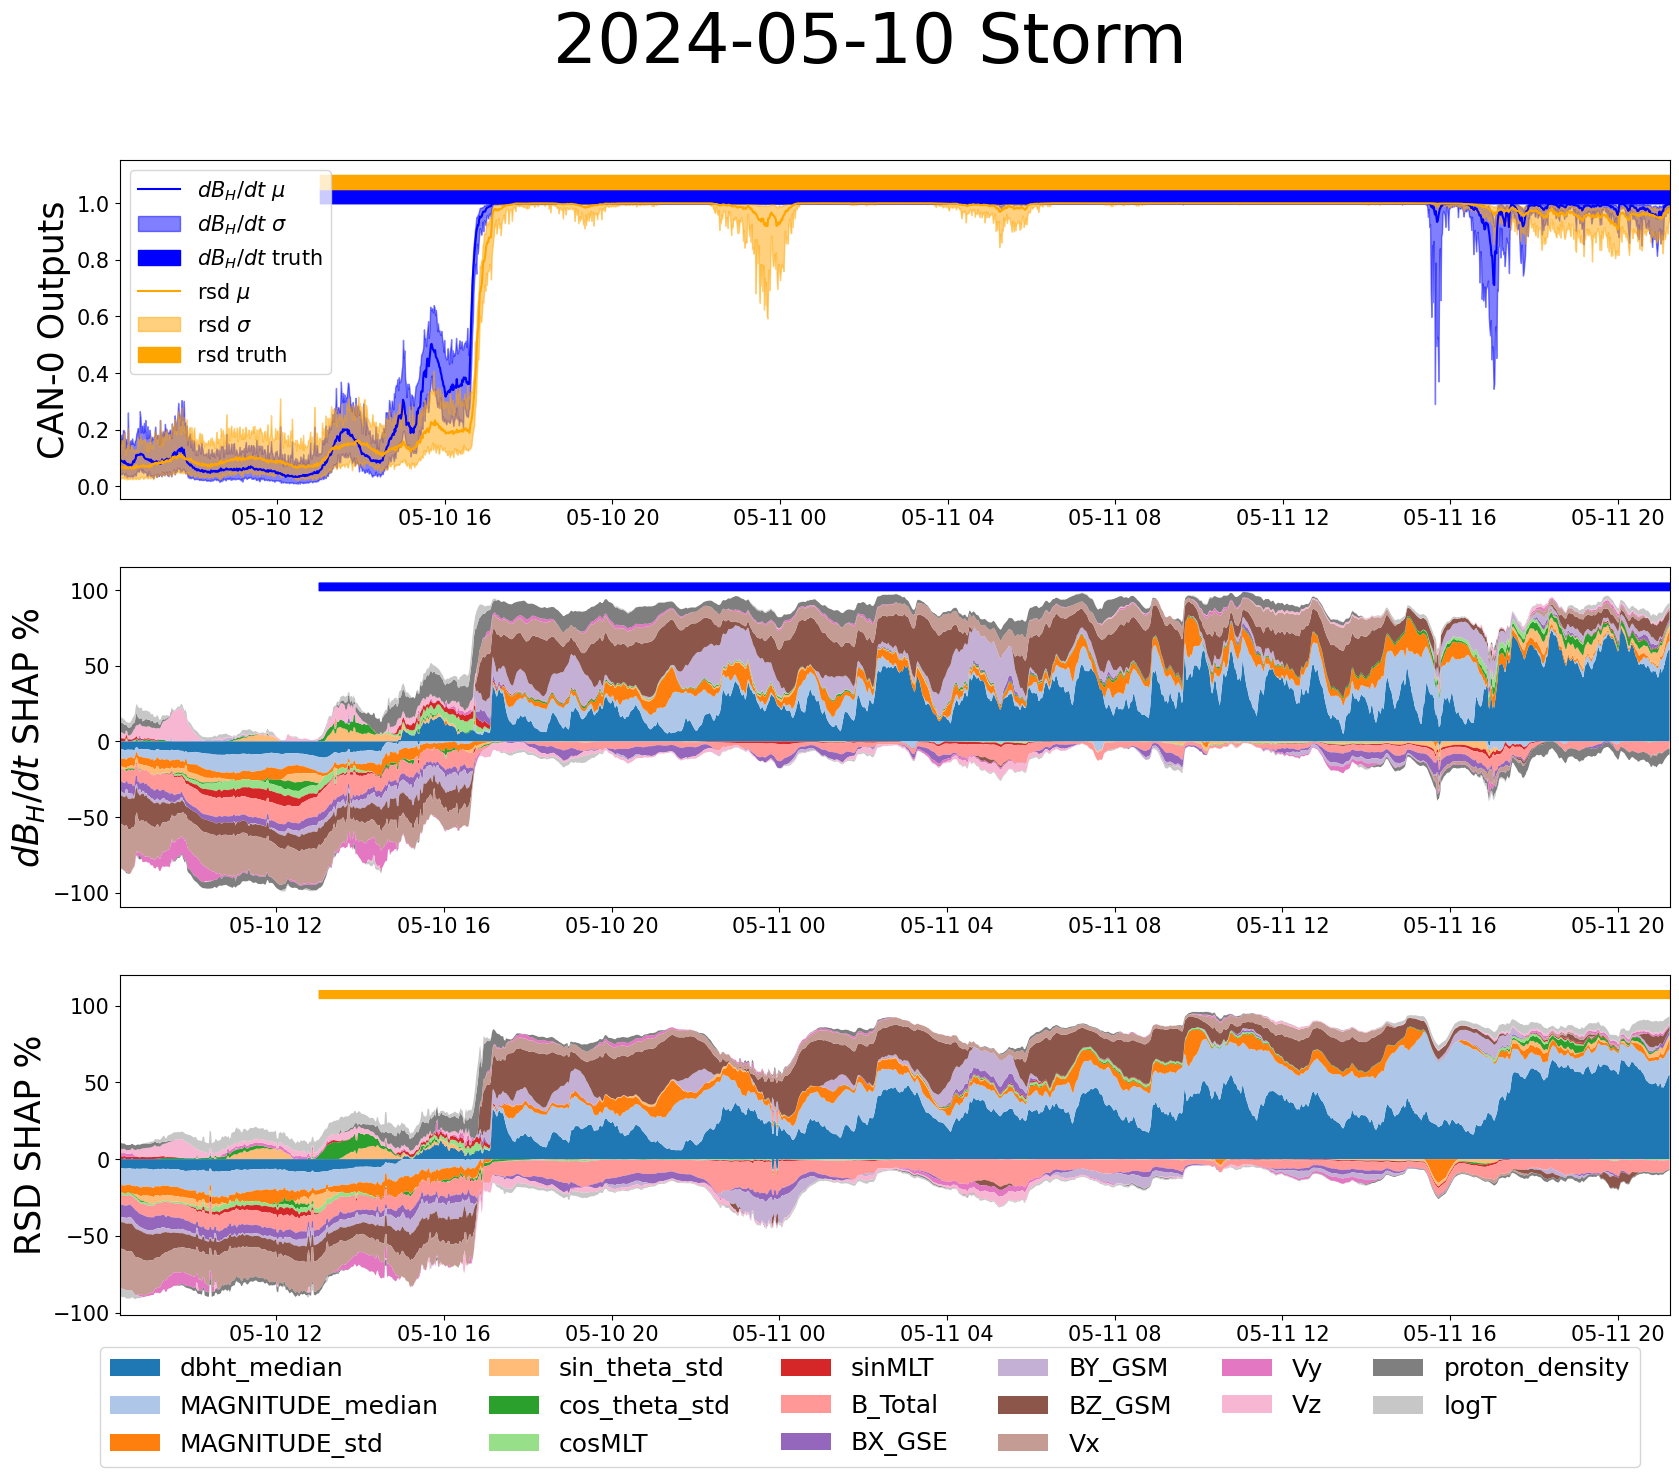 2024-05-10 Storm
CAN-0 Outputs
1.0
0.8
0.6
0.4
0.2
0.0
dB_H/dt μ
dB_H/dt σ
dB_H/dt truth
rsd μ
rsd σ
rsd truth
05-10 12 05-10 16 05-10 20 05-11 00 05-11 04 05-11 08 05-11 12 05-11 16 05-11 20
dB_H/dt SHAP %
100
50
0
−50
−100
05-10 12 05-10 16 05-10 20 05-11 00 05-11 04 05-11 08 05-11 12 05-11 16 05-11 20
RSD SHAP %
100
50
0
−50
−100
05-10 12 05-10 16 05-10 20 05-11 00 05-11 04 05-11 08 05-11 12 05-11 16 05-11 20
dbht_median sin_theta_std sinMLT BY_GSM Vy proton_density
MAGNITUDE_median cos_theta_std B_Total BZ_GSM Vz logT
MAGNITUDE_std cosMLT BX_GSE Vx